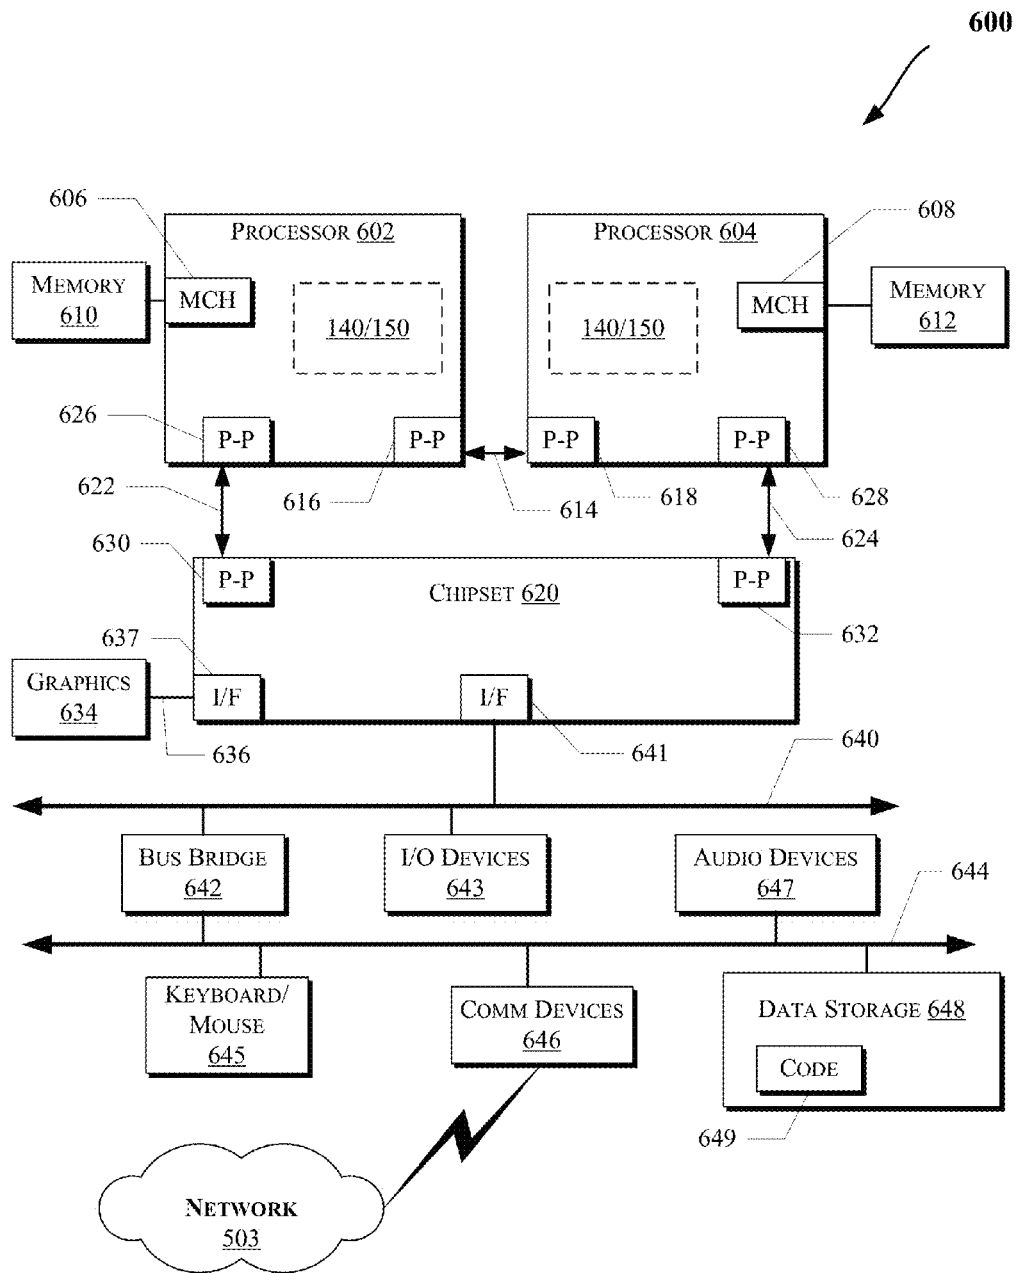 600
606
608
PROCESSOR 602
PROCESSOR 604
MEMORY
610
MCH
140/150
140/150
MCH
MEMORY
612
626
P-P
P-P
P-P
P-P
622
616
614
618
628
630
624
P-P
CHIPSET 620
P-P
637
632
GRAPHICS
634
I/F
I/F
636
641
640
BUS BRIDGE
642
I/O DEVICES
643
AUDIO DEVICES
647
644
KEYBOARD/
MOUSE
645
COMM DEVICES
646
DATA STORAGE 648
CODE
649
NETWORK
503